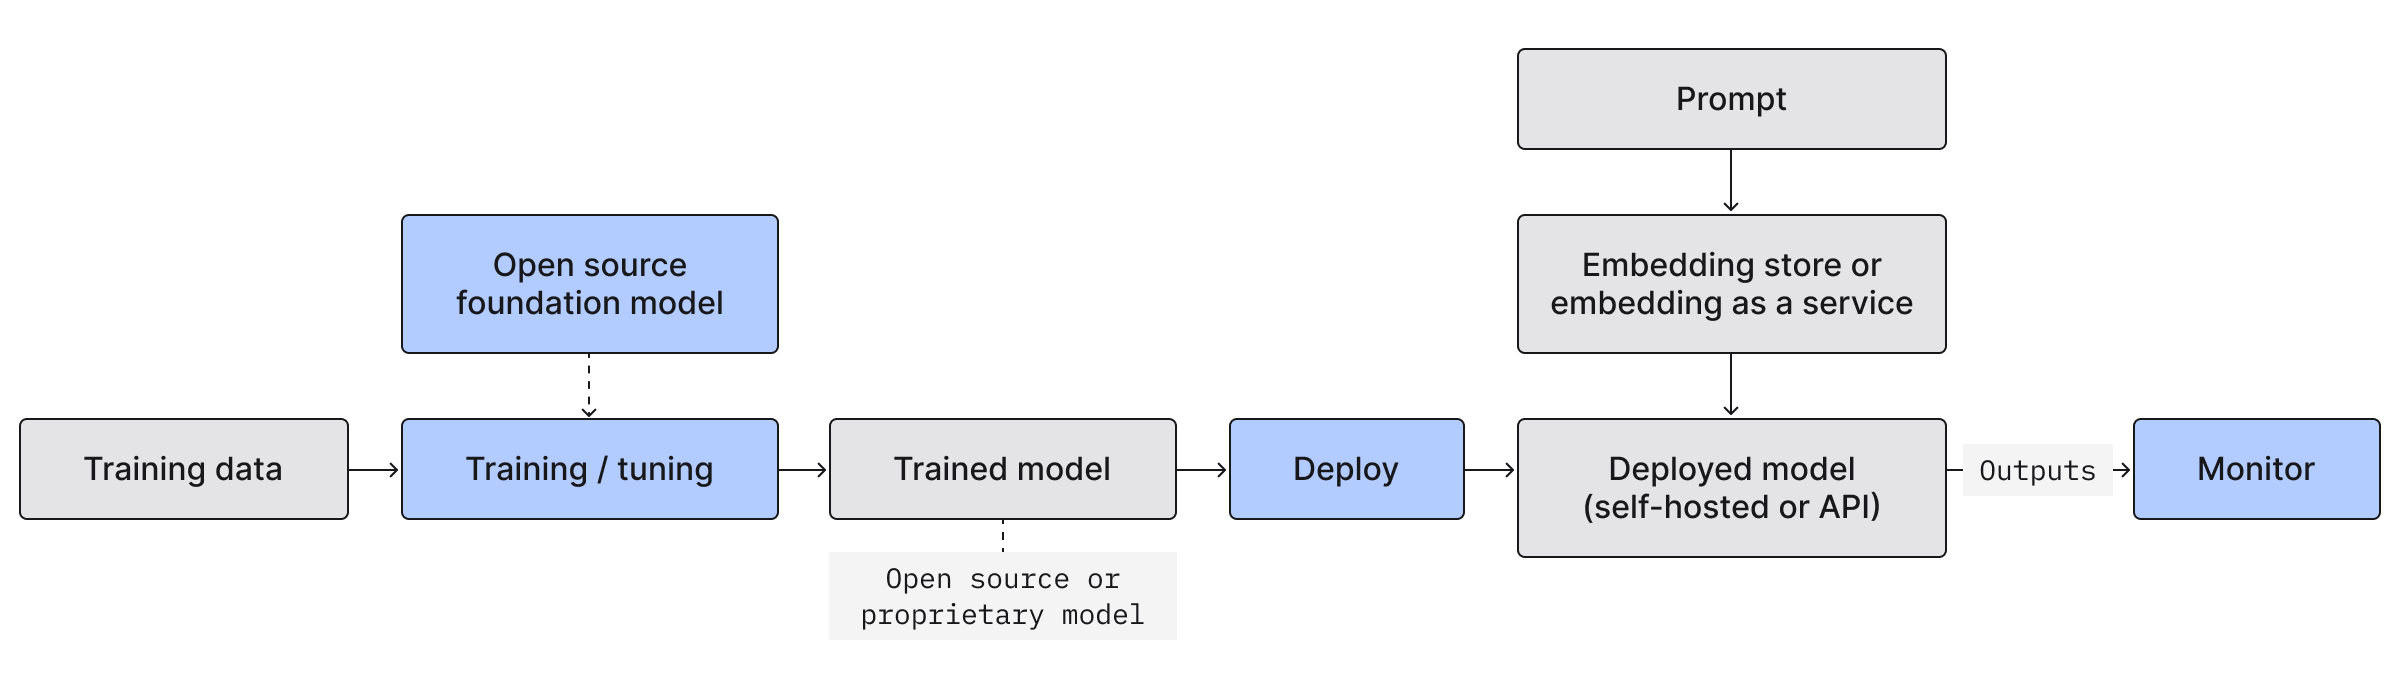 Prompt
Open source
foundation model
Embedding store or
embedding as a service
Training data
Training / tuning
Trained model
Deploy
Deployed model
(self-hosted or API)
Outputs
Monitor
Open source or
proprietary model